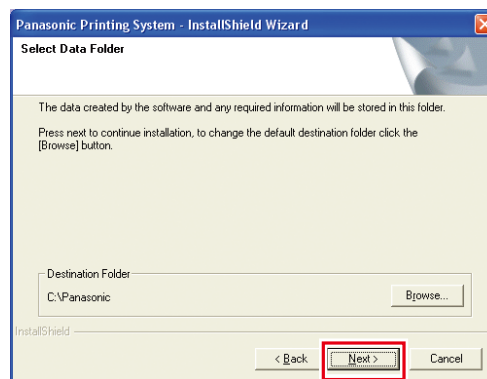 Panasonic Printing System - InstallShield Wizard
Select Data Folder
The data created by the software and any required information will be stored in this folder.
Press next to continue installation, to change the default destination folder click the
[Browse] button.
Destination Folder
C:\Panasonic
Browse...
InstallShield
< Back
Next >
Cancel